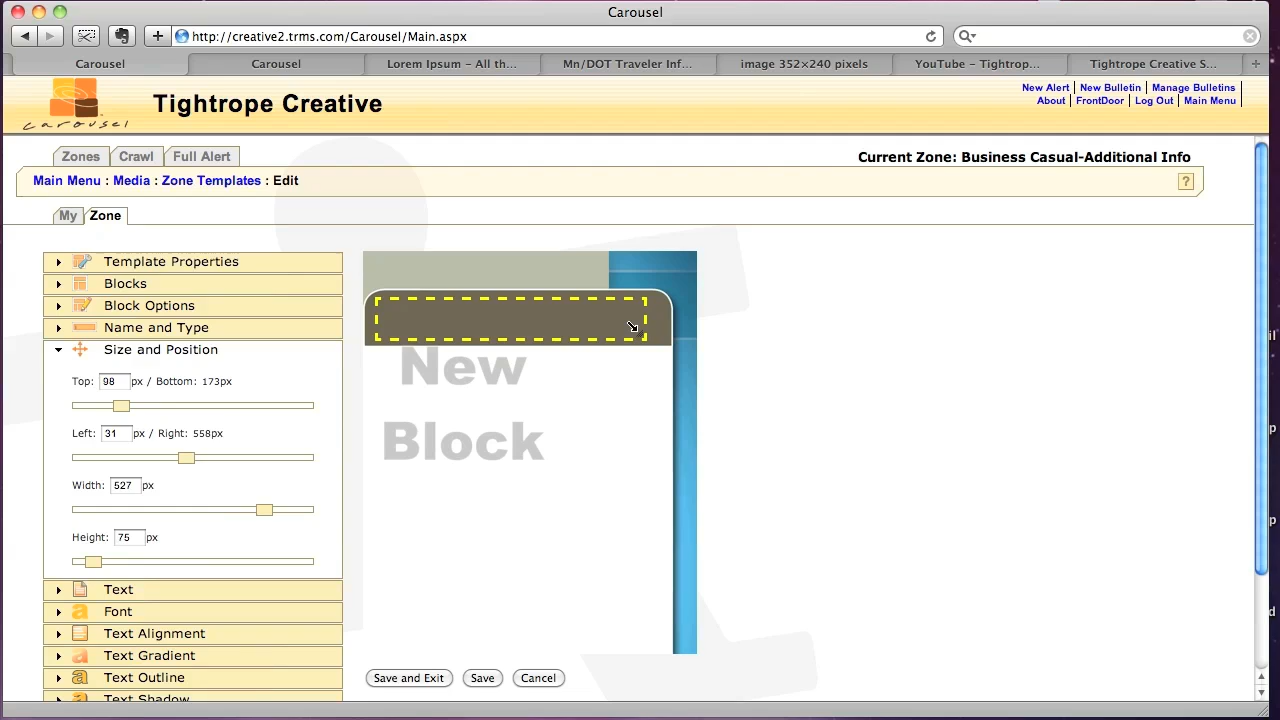 Carousel
http://creative2.trms.com/Carousel/Main.aspx
Carousel
Carousel
Lorem Ipsum - All th...
Mn/DOT Traveler Inf...
image 352×240 pixels
YouTube - Tightrop...
Tightrope Creative S...
carousel
Tightrope Creative
New Alert | New Bulletin | Manage Bulletins
About | FrontDoor | Log Out | Main Menu
Zones
Crawl
Full Alert
Current Zone: Business Casual-Additional Info
Main Menu : Media : Zone Templates : Edit
?
My
Zone
Template Properties
Blocks
Block Options
Name and Type
Size and Position
Top: 98 px / Bottom: 173px
Left: 31 px / Right: 558px
Width: 527 px
Height: 75 px
Text
Font
Text Alignment
Text Gradient
Text Outline
Text Shadow
New
Block
Save and Exit
Save
Cancel